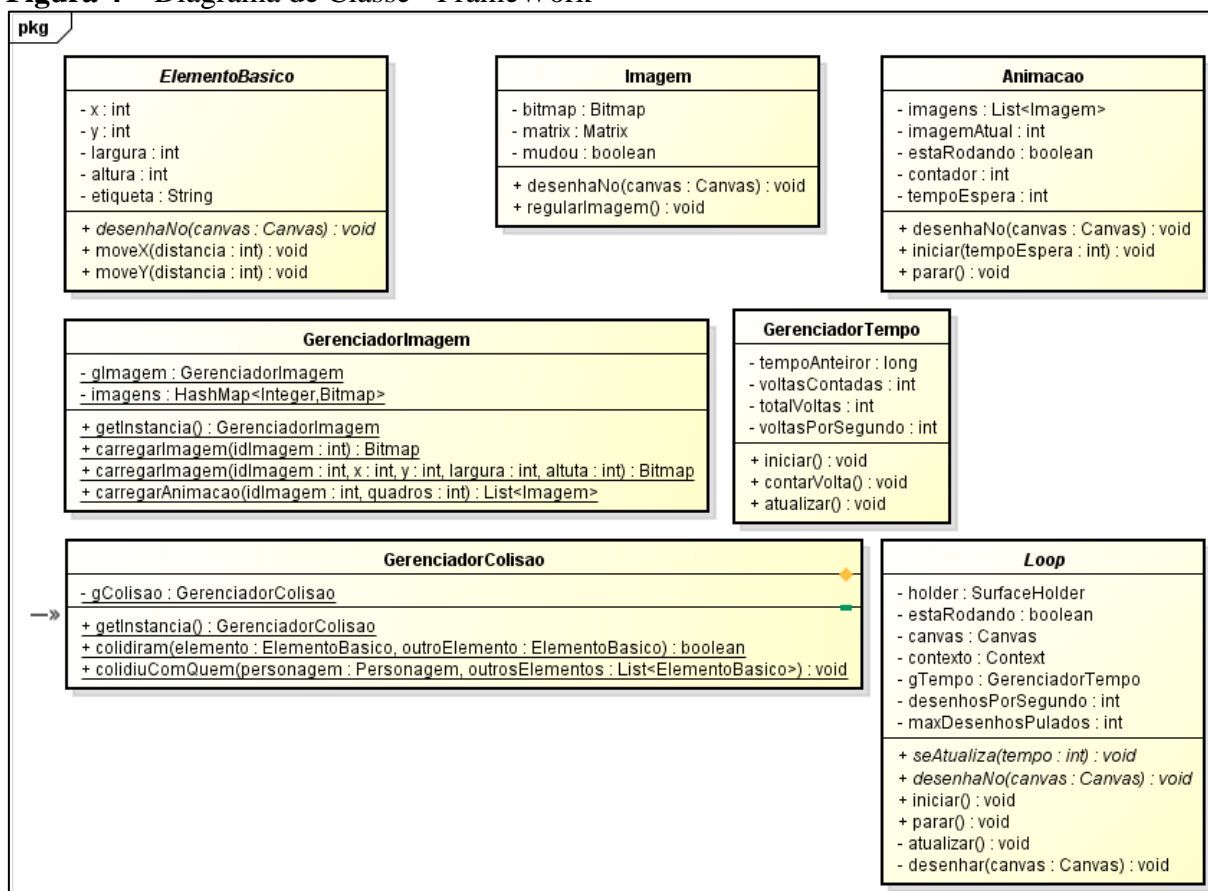 Figura 4 – Diagrama de Classe - FrameWork
pkg
ElementoBasico
- x : int
- y : int
- largura : int
- altura : int
- etiqueta : String
+ desenhaNo(canvas : Canvas) : void
+ moveX(distancia : int) : void
+ moveY(distancia : int) : void
Imagem
- bitmap : Bitmap
- matrix : Matrix
- mudou : boolean
+ desenhaNo(canvas : Canvas) : void
+ regularImagem() : void
Animacao
- imagens : List<Imagem>
- imagemAtual : int
- estaRodando : boolean
- contador : int
- tempoEspera : int
+ desenhaNo(canvas : Canvas) : void
+ iniciar(tempoEspera : int) : void
+ parar() : void
GerenciadorImagem
- gImagem : GerenciadorImagem
- imagens : HashMap<Integer,Bitmap>
+ getInstancia() : GerenciadorImagem
+ carregarImagem(idImagem : int) : Bitmap
+ carregarImagem(idImagem : int, x : int, y : int, largura : int, altuta : int) : Bitmap
+ carregarAnimacao(idImagem : int, quadros : int) : List<Imagem>
GerenciadorTempo
- tempoAnteiror : long
- voltasContadas : int
- totalVoltas : int
- voltasPorSegundo : int
+ iniciar() : void
+ contarVolta() : void
+ atualizar() : void
GerenciadorColisao
- gColisao : GerenciadorColisao
+ getInstancia() : GerenciadorColisao
+ colidiram(elemento : ElementoBasico, outroElemento : ElementoBasico) : boolean
+ colidiuComQuem(personagem : Personagem, outrosElementos : List<ElementoBasico>) : void
Loop
- holder : SurfaceHolder
- estaRodando : boolean
- canvas : Canvas
- contexto : Context
- gTempo : GerenciadorTempo
- desenhosPorSegundo : int
- maxDesenhosPulados : int
+ seAtualiza(tempo : int) : void
+ desenhaNo(canvas : Canvas) : void
+ iniciar() : void
+ parar() : void
- atualizar() : void
- desenhar(canvas : Canvas) : void